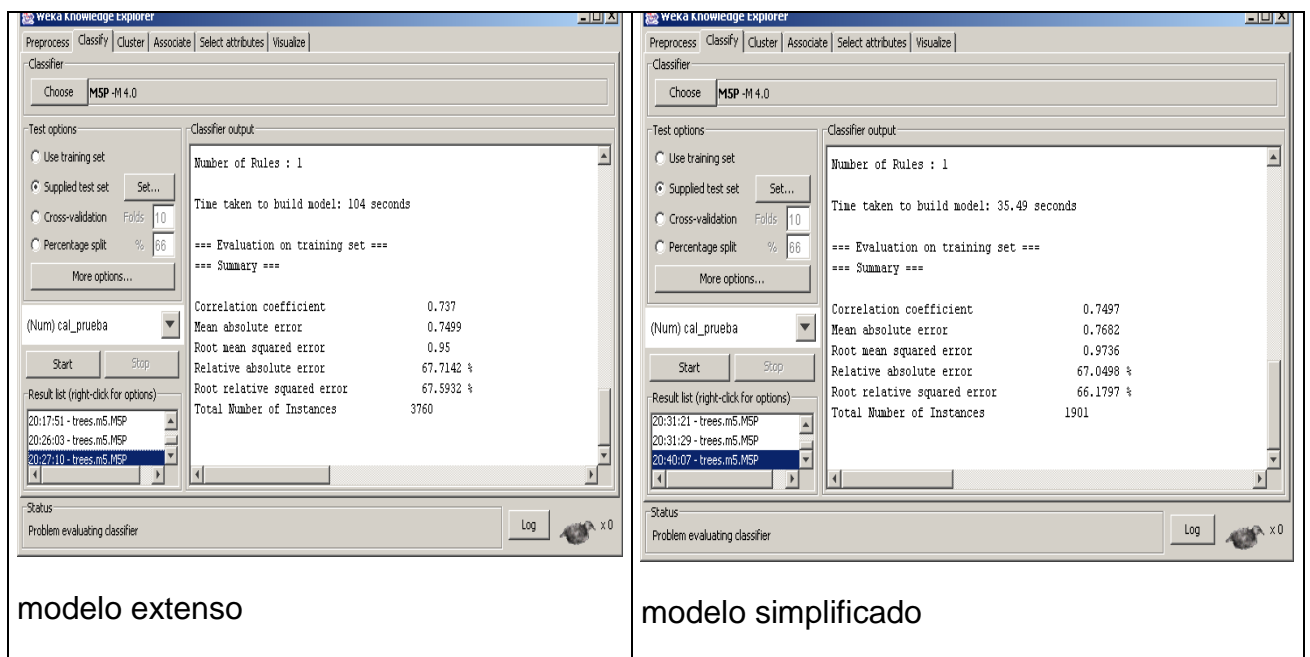 Weka Knowledge Explorer
Preprocess Classify Cluster Associate Select attributes Visualize
Classifier
Choose M5P -M 4.0
Test options
Use training set
Supplied test set Set...
Cross-validation Folds 10
Percentage split % 66
More options...
(Num) cal_prueba
Start Stop
Result list (right-click for options)
20:17:51 - trees.m5.M5P
20:26:03 - trees.m5.M5P
20:27:10 - trees.m5.M5P
Classifier output
Number of Rules : 1
Time taken to build model: 104 seconds
=== Evaluation on training set ===
=== Summary ===
Correlation coefficient 0.737
Mean absolute error 0.7499
Root mean squared error 0.95
Relative absolute error 67.7142 %
Root relative squared error 67.5932 %
Total Number of Instances 3760
Status
Problem evaluating classifier
Log x 0
modelo extenso
Weka Knowledge Explorer
Preprocess Classify Cluster Associate Select attributes Visualize
Classifier
Choose M5P -M 4.0
Test options
Use training set
Supplied test set Set...
Cross-validation Folds 10
Percentage split % 66
More options...
(Num) cal_prueba
Start Stop
Result list (right-click for options)
20:31:21 - trees.m5.M5P
20:31:29 - trees.m5.M5P
20:40:07 - trees.m5.M5P
Classifier output
Number of Rules : 1
Time taken to build model: 35.49 seconds
=== Evaluation on training set ===
=== Summary ===
Correlation coefficient 0.7497
Mean absolute error 0.7682
Root mean squared error 0.9736
Relative absolute error 67.0498 %
Root relative squared error 66.1797 %
Total Number of Instances 1901
Status
Problem evaluating classifier
Log x 0
modelo simplificado